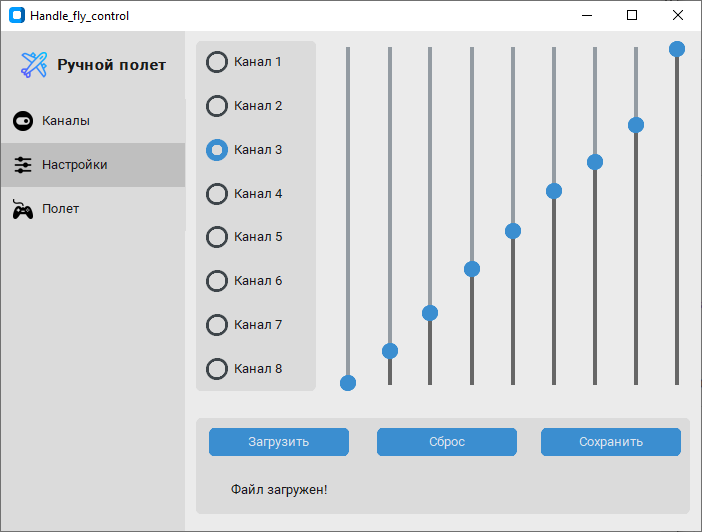 Handle_fly_control
Ручной полет
Каналы
Настройки
Полет
Канал 1
Канал 2
Канал 3
Канал 4
Канал 5
Канал 6
Канал 7
Канал 8
Загрузить
Сброс
Сохранить
Файл загружен!